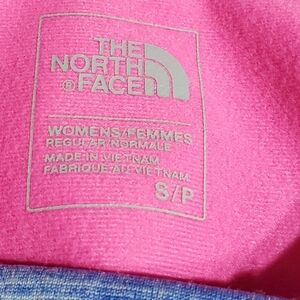 THE
NORTH
® FACE
WOMENS/FEMMES
REGULAR/NORMALE
MADE IN VIETNAM
FABRIQUÉ AU VIETNAM
S/P